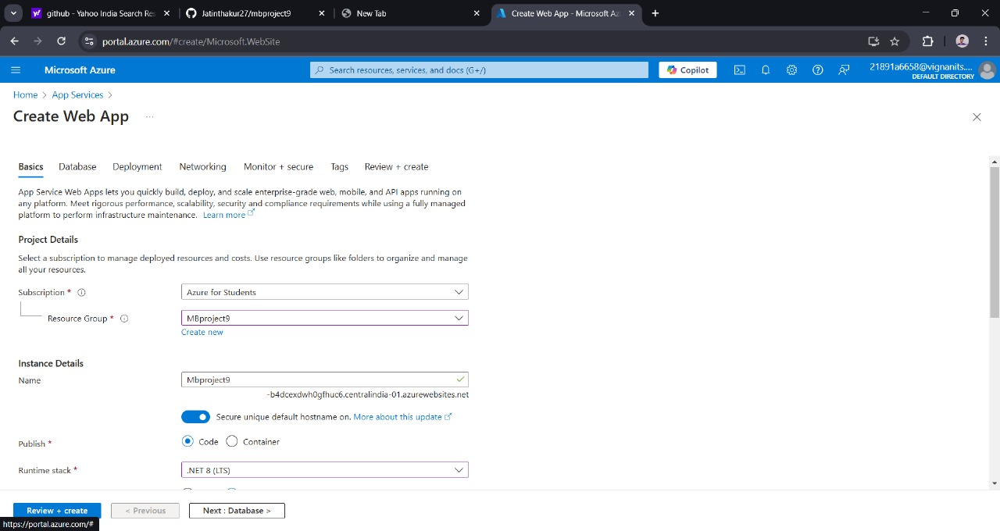 github - Yahoo India Search Res
Jatinthakur27/mbproject9
New Tab
Create Web App - Microsoft Az
portal.azure.com/#create/Microsoft.WebSite
Microsoft Azure
Search resources, services, and docs (G+/)
Copilot
21891a6658@vignanits....
DEFAULT DIRECTORY
Home > App Services >
Create Web App ...
Basics Database Deployment Networking Monitor + secure Tags Review + create
App Service Web Apps lets you quickly build, deploy, and scale enterprise-grade web, mobile, and API apps running on
any platform. Meet rigorous performance, scalability, security and compliance requirements while using a fully managed
platform to perform infrastructure maintenance. Learn more
Project Details
Select a subscription to manage deployed resources and costs. Use resource groups like folders to organize and manage
all your resources.
Subscription * Azure for Students
Resource Group * MBproject9
Create new
Instance Details
Name Mbproject9
-b4dcexdwh0gfhuc6.centralindia-01.azurewebsites.net
Secure unique default hostname on. More about this update
Publish * Code Container
Runtime stack * .NET 8 (LTS)
Review + create < Previous Next : Database >
https://portal.azure.com/#